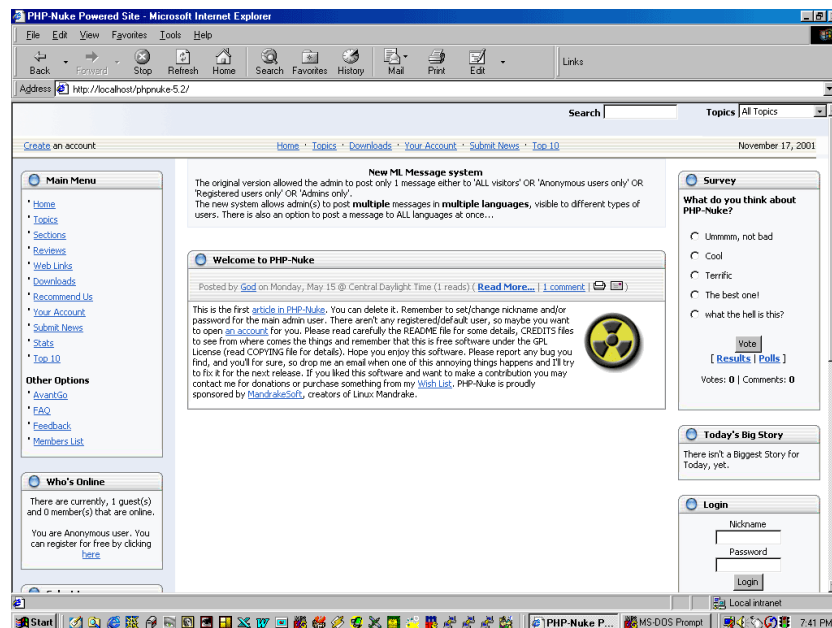 PHP-Nuke Powered Site - Microsoft Internet Explorer
File Edit View Favorites Tools Help
Back Forward Stop Refresh Home Search Favorites History Mail Print Edit Links
Address http://localhost/phpnuke-5.2/
Search Topics All Topics
Create an account Home · Topics · Downloads · Your Account · Submit News · Top 10 November 17, 2001
Main Menu
Home
Topics
Sections
Reviews
Web Links
Downloads
Recommend Us
Your Account
Submit News
Stats
Top 10
Other Options
AvantGo
FAQ
Feedback
Members List
Who's Online
There are currently, 1 guest(s)
and 0 member(s) that are online.
You are Anonymous user. You
can register for free by clicking
here
New ML Message system
The original version allowed the admin to post only 1 message either to 'ALL visitors' OR 'Anonymous users only' OR
'Registered users only' OR 'Admins only'.
The new system allows admin(s) to post multiple messages in multiple languages, visible to different types of
users. There is also an option to post a message to ALL languages at once...
Welcome to PHP-Nuke
Posted by God on Monday, May 15 @ Central Daylight Time (1 reads) ( Read More... | 1 comment | )
This is the first article in PHP-Nuke. You can delete it. Remember to set/change nickname and/or
password for the main admin user. There aren't any registered/default user, so maybe you want
to open an account for you. Please read carefully the README file for some details, CREDITS files
to see from where comes the things and remember that this is free software under the GPL
License (read COPYING file for details). Hope you enjoy this software. Please report any bug you
find, and you'll for sure, so drop me an email when one of this annoying things happens and I'll try
to fix it for the next release. If you liked this software and want to make a contribution you may
contact me for donations or purchase something from my Wish List. PHP-Nuke is proudly
sponsored by MandrakeSoft, creators of Linux Mandrake.
Survey
What do you think about
PHP-Nuke?
Ummmm, not bad
Cool
Terrific
The best one!
what the hell is this?
Vote
[ Results | Polls ]
Votes: 0 | Comments: 0
Today's Big Story
There isn't a Biggest Story for
Today, yet.
Login
Nickname
Password
Login
Local intranet
Start PHP-Nuke P... MS-DOS Prompt 7:41 PM